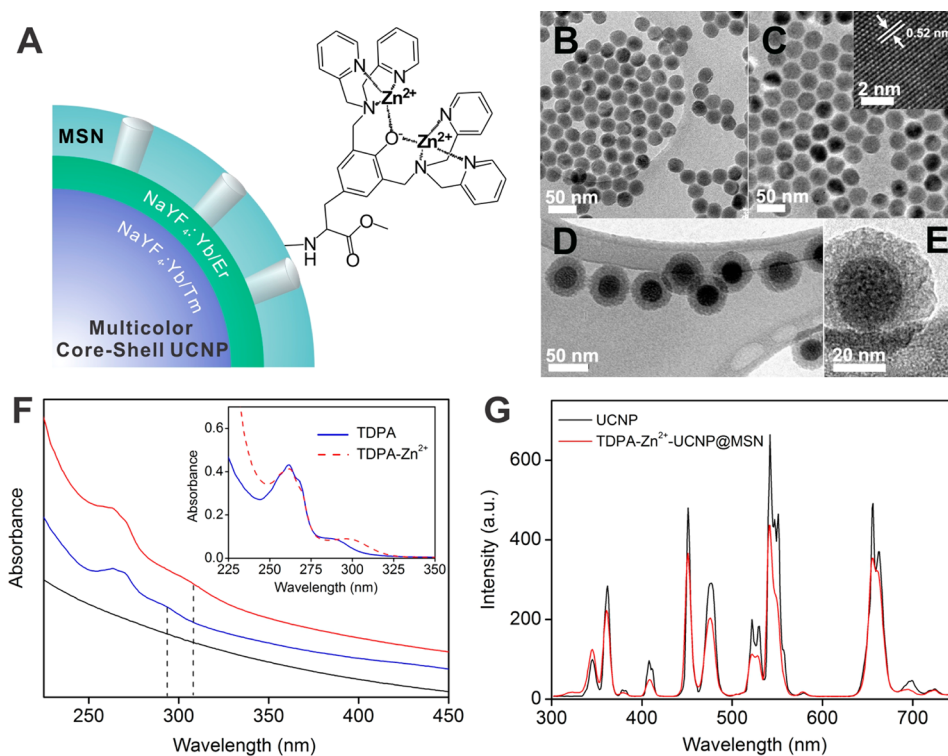 A
MSN
NaYF4: Yb/Er
NaYF4: Yb/Tm
Multicolor
Core-Shell UCNP
N
N
Zn2+
N
O-
Zn2+
N
N
N
O
O
N
H
B
50 nm
C
0.52 nm
2 nm
50 nm
D
50 nm
E
20 nm
F
Absorbance
Wavelength (nm)
250
300
350
400
450
Absorbance
0.6
0.4
0.2
0.0
TDPA
TDPA-Zn2+
225
250
275
300
325
350
Wavelength (nm)
G
UCNP
TDPA-Zn2+-UCNP@MSN
Intensity (a.u.)
600
400
200
0
300
400
500
600
700
Wavelength (nm)